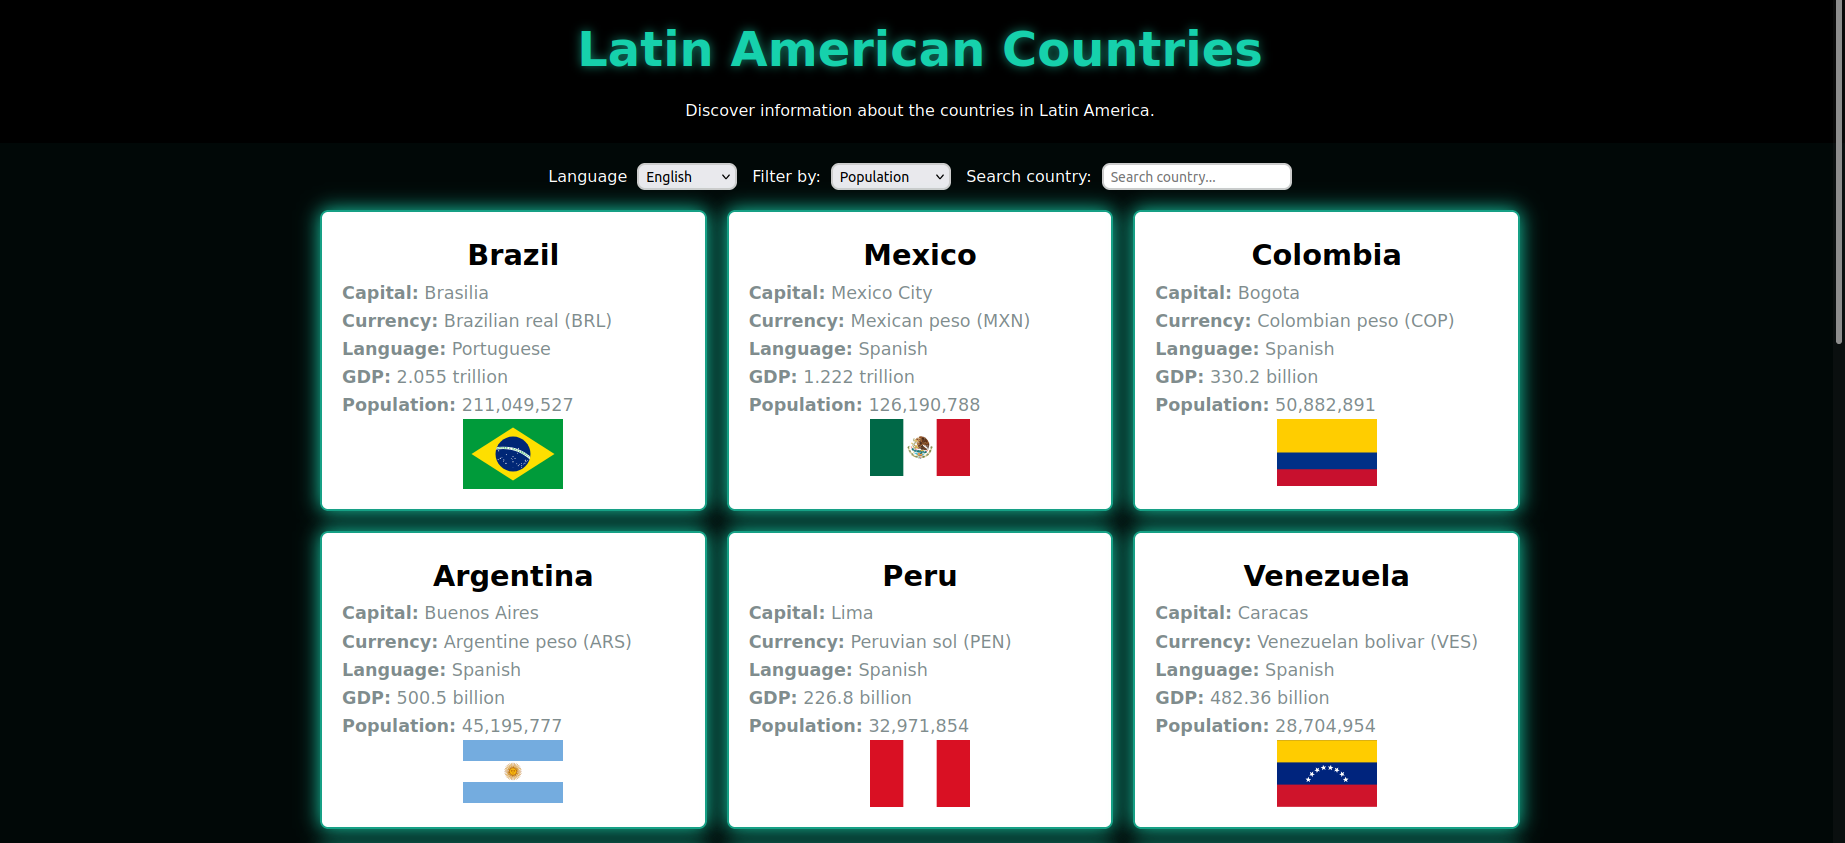 Latin American Countries
Discover information about the countries in Latin America.
Language English Filter by: Population Search country: Search country...
Brazil
Capital: Brasilia
Currency: Brazilian real (BRL)
Language: Portuguese
GDP: 2.055 trillion
Population: 211,049,527
Mexico
Capital: Mexico City
Currency: Mexican peso (MXN)
Language: Spanish
GDP: 1.222 trillion
Population: 126,190,788
Colombia
Capital: Bogota
Currency: Colombian peso (COP)
Language: Spanish
GDP: 330.2 billion
Population: 50,882,891
Argentina
Capital: Buenos Aires
Currency: Argentine peso (ARS)
Language: Spanish
GDP: 500.5 billion
Population: 45,195,777
Peru
Capital: Lima
Currency: Peruvian sol (PEN)
Language: Spanish
GDP: 226.8 billion
Population: 32,971,854
Venezuela
Capital: Caracas
Currency: Venezuelan bolivar (VES)
Language: Spanish
GDP: 482.36 billion
Population: 28,704,954